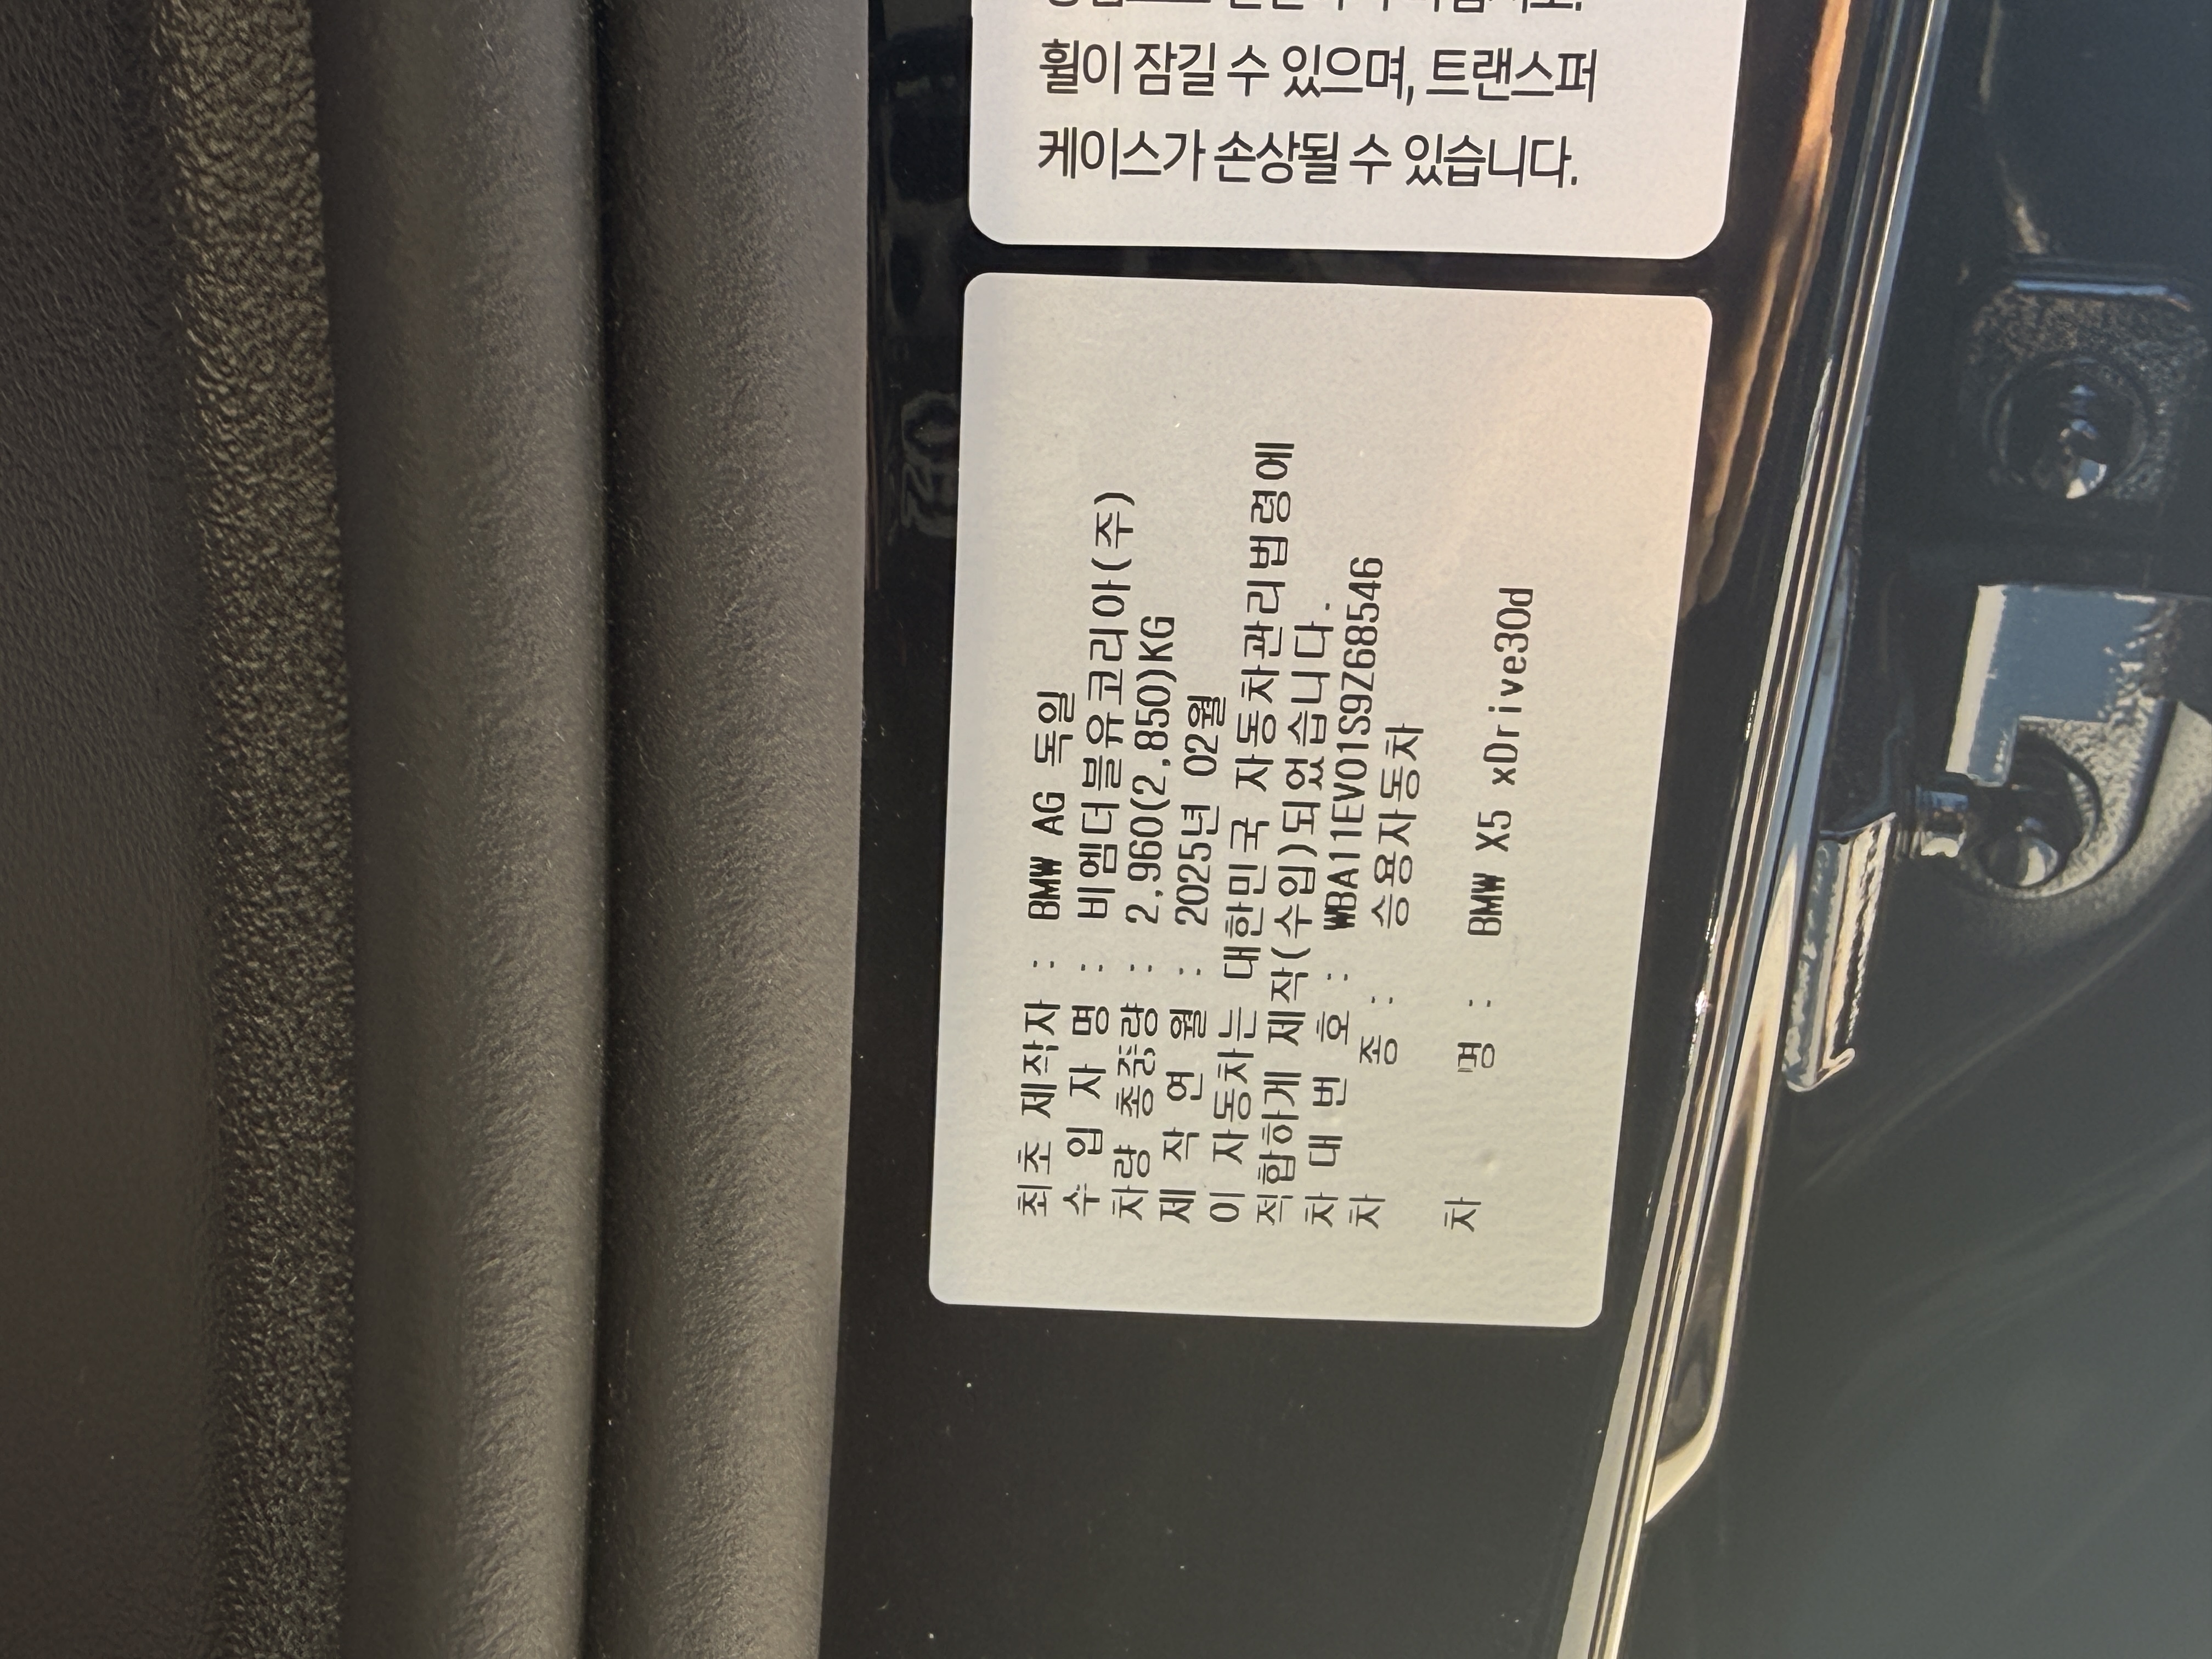 휠이 잠길 수 있으며, 트랜스퍼
케이스가 손상될 수 있습니다.
최초 제작자 : BMW AG 독일
수 입 자 명 : 비엠더블유코리아(주)
차량 총중량 : 2,960(2,850)KG
제 작 연 월 : 2025년 02월
이 자동차는 대한민국 자동차관리법령에
적합하게 제작(수입)되었습니다.
차 대 번 호 : WBA11EV01S9Z68546
차 종 : 승용자동차
차 명 : BMW X5 xDrive30d